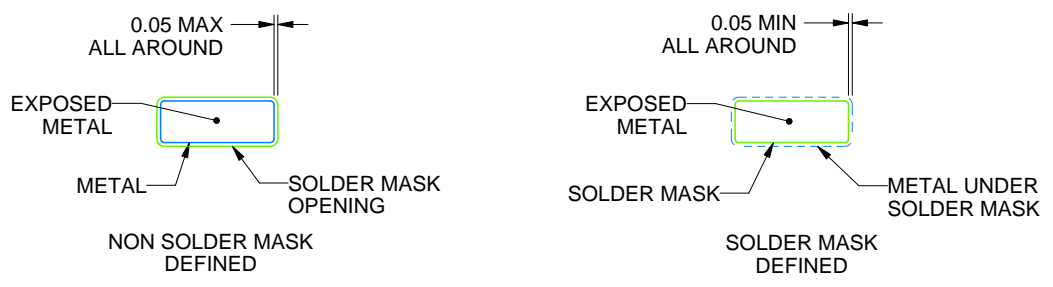 0.05 MAX
ALL AROUND
EXPOSED
METAL
METAL
SOLDER MASK
OPENING
NON SOLDER MASK
DEFINED
0.05 MIN
ALL AROUND
EXPOSED
METAL
SOLDER MASK
METAL UNDER
SOLDER MASK
SOLDER MASK
DEFINED